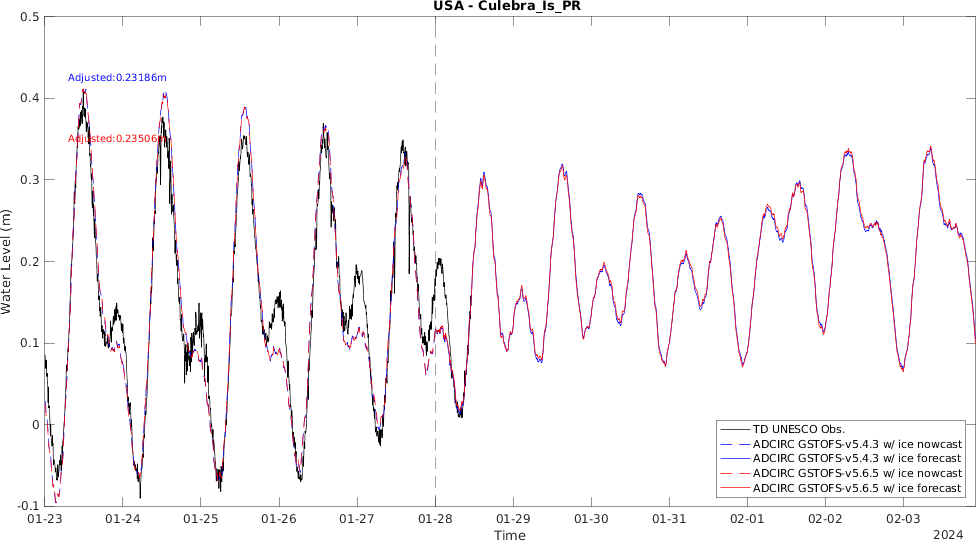 USA - Culebra_Is_PR
0.5
Adjusted:0.23186m
0.4
Adjusted:0.23506m
0.3
Water Level (m)
0.2
0.1
0
-0.1
TD UNESCO Obs.
ADCIRC GSTOFS-v5.4.3 w/ ice nowcast
ADCIRC GSTOFS-v5.4.3 w/ ice forecast
ADCIRC GSTOFS-v5.6.5 w/ ice nowcast
ADCIRC GSTOFS-v5.6.5 w/ ice forecast
01-23 01-24 01-25 01-26 01-27 01-28 01-29 01-30 01-31 02-01 02-02 02-03
Time
2024